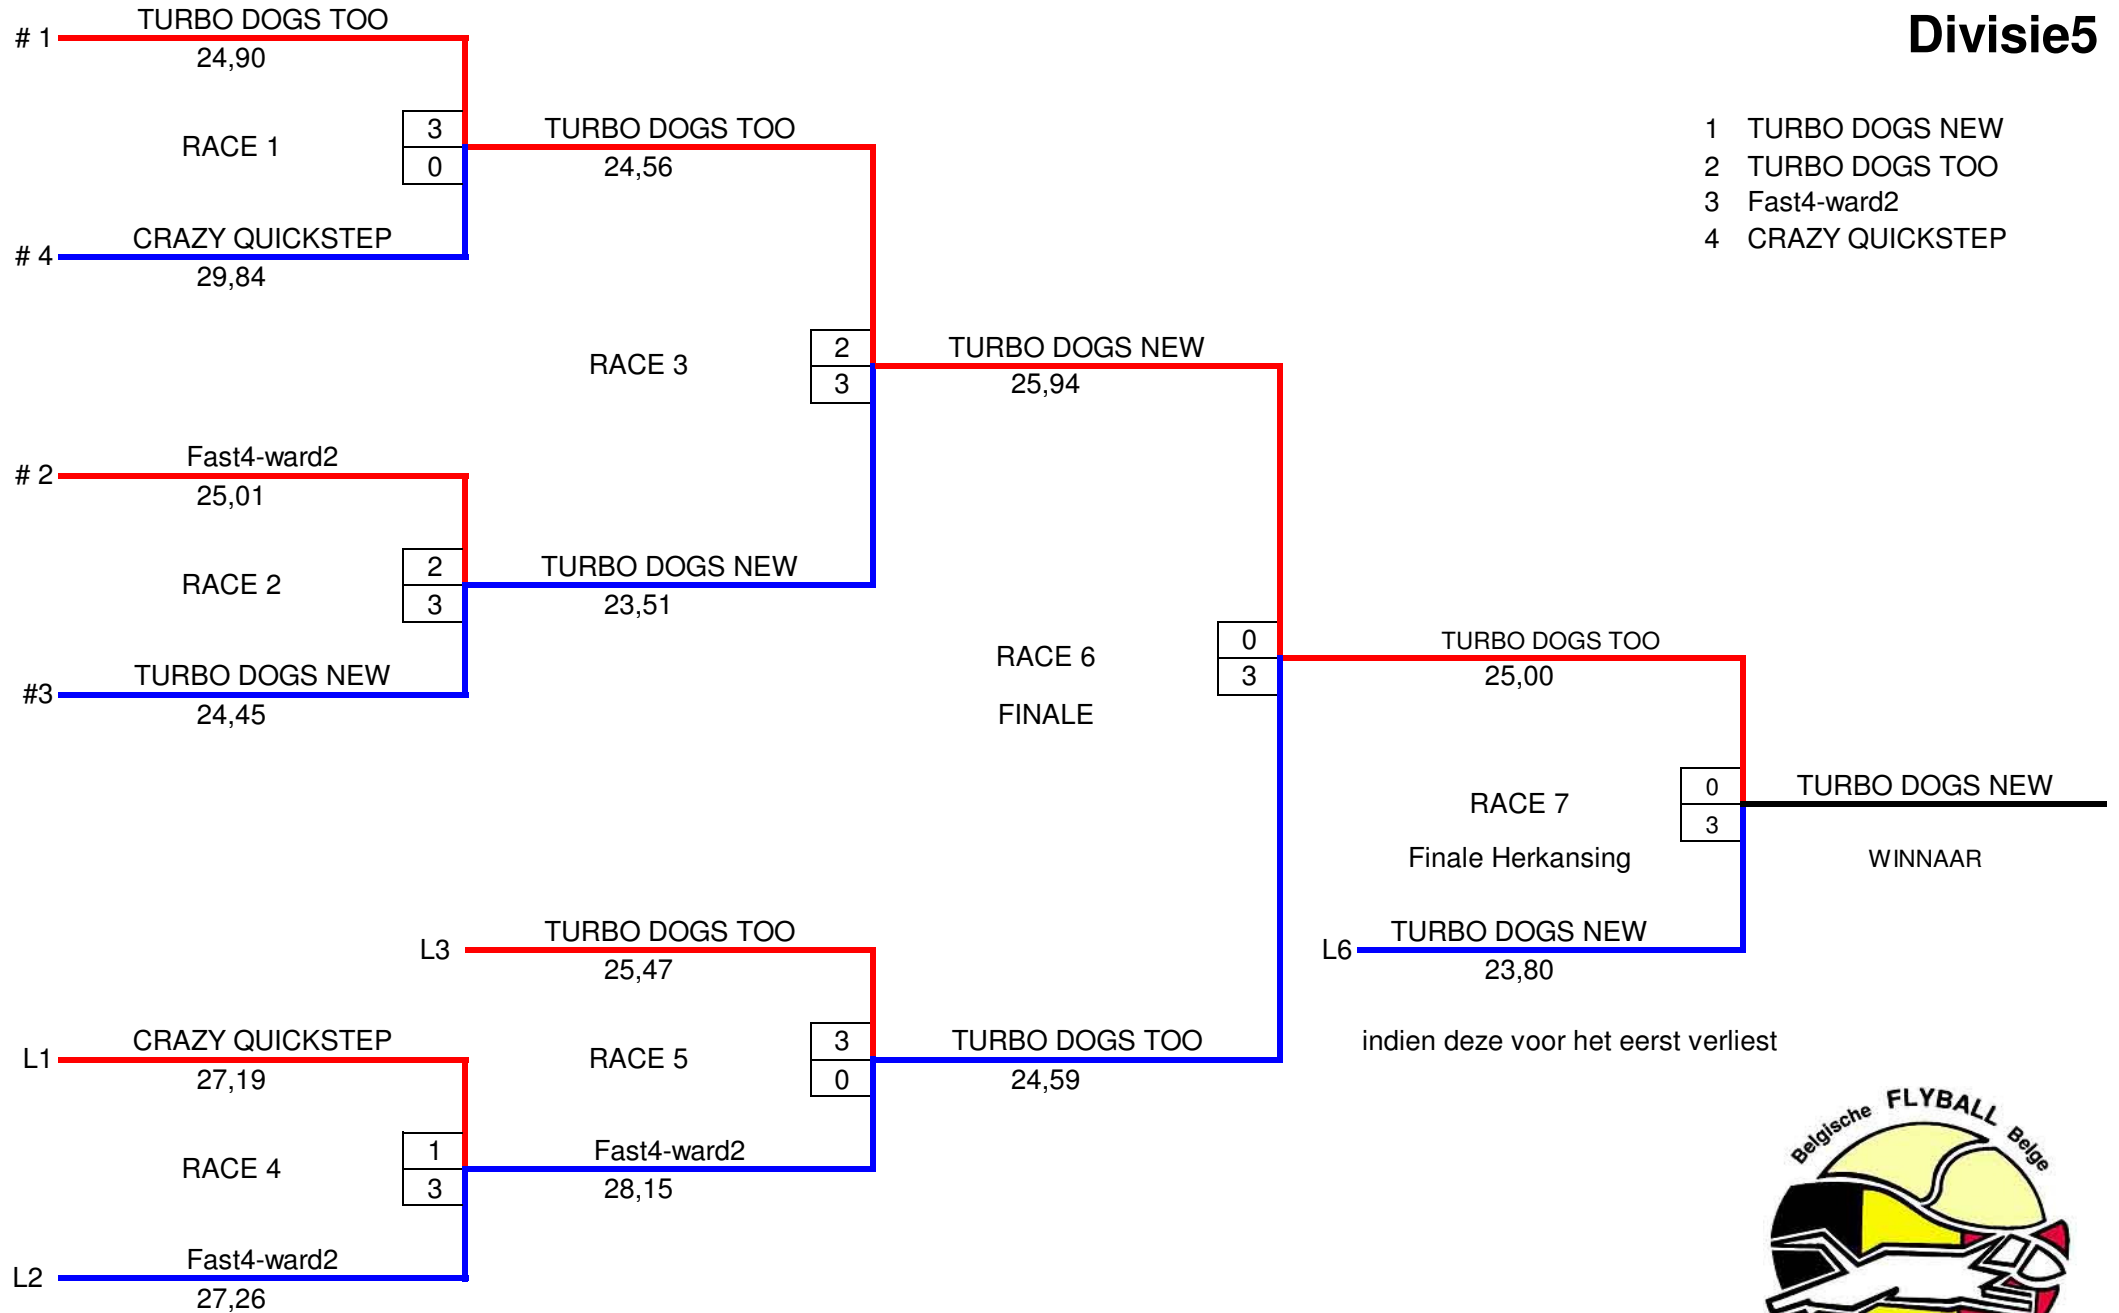 Divisie5
1 TURBO DOGS NEW
2 TURBO DOGS TOO
3 Fast4-ward2
4 CRAZY QUICKSTEP
# 1 TURBO DOGS TOO
24,90
RACE 1
3
0
# 4 CRAZY QUICKSTEP
29,84
TURBO DOGS TOO
24,56
RACE 3
2
3
# 2 Fast4-ward2
25,01
RACE 2
2
3
#3 TURBO DOGS NEW
24,45
TURBO DOGS NEW
23,51
TURBO DOGS NEW
25,94
RACE 6
FINALE
0
3
TURBO DOGS TOO
25,00
RACE 7
Finale Herkansing
0
3
TURBO DOGS NEW
WINNAAR
L6 TURBO DOGS NEW
23,80
indien deze voor het eerst verliest
L3 TURBO DOGS TOO
25,47
RACE 5
3
0
TURBO DOGS TOO
24,59
L1 CRAZY QUICKSTEP
27,19
RACE 4
1
3
Fast4-ward2
28,15
L2 Fast4-ward2
27,26
Belgische FLYBALL Belge